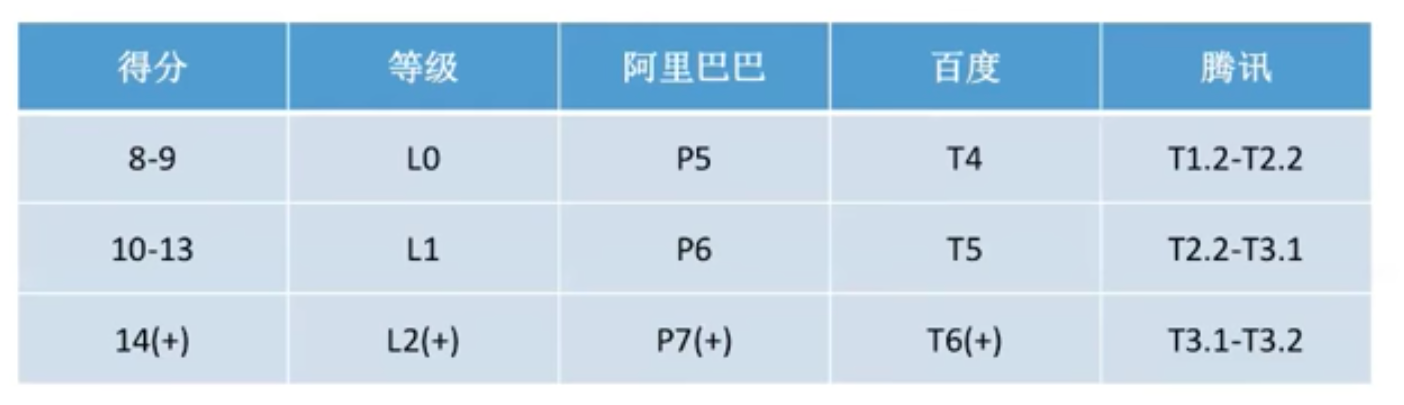 得分 等级 阿里巴巴 百度 腾讯
8-9 L0 P5 T4 T1.2-T2.2
10-13 L1 P6 T5 T2.2-T3.1
14(+) L2(+) P7(+) T6(+) T3.1-T3.2